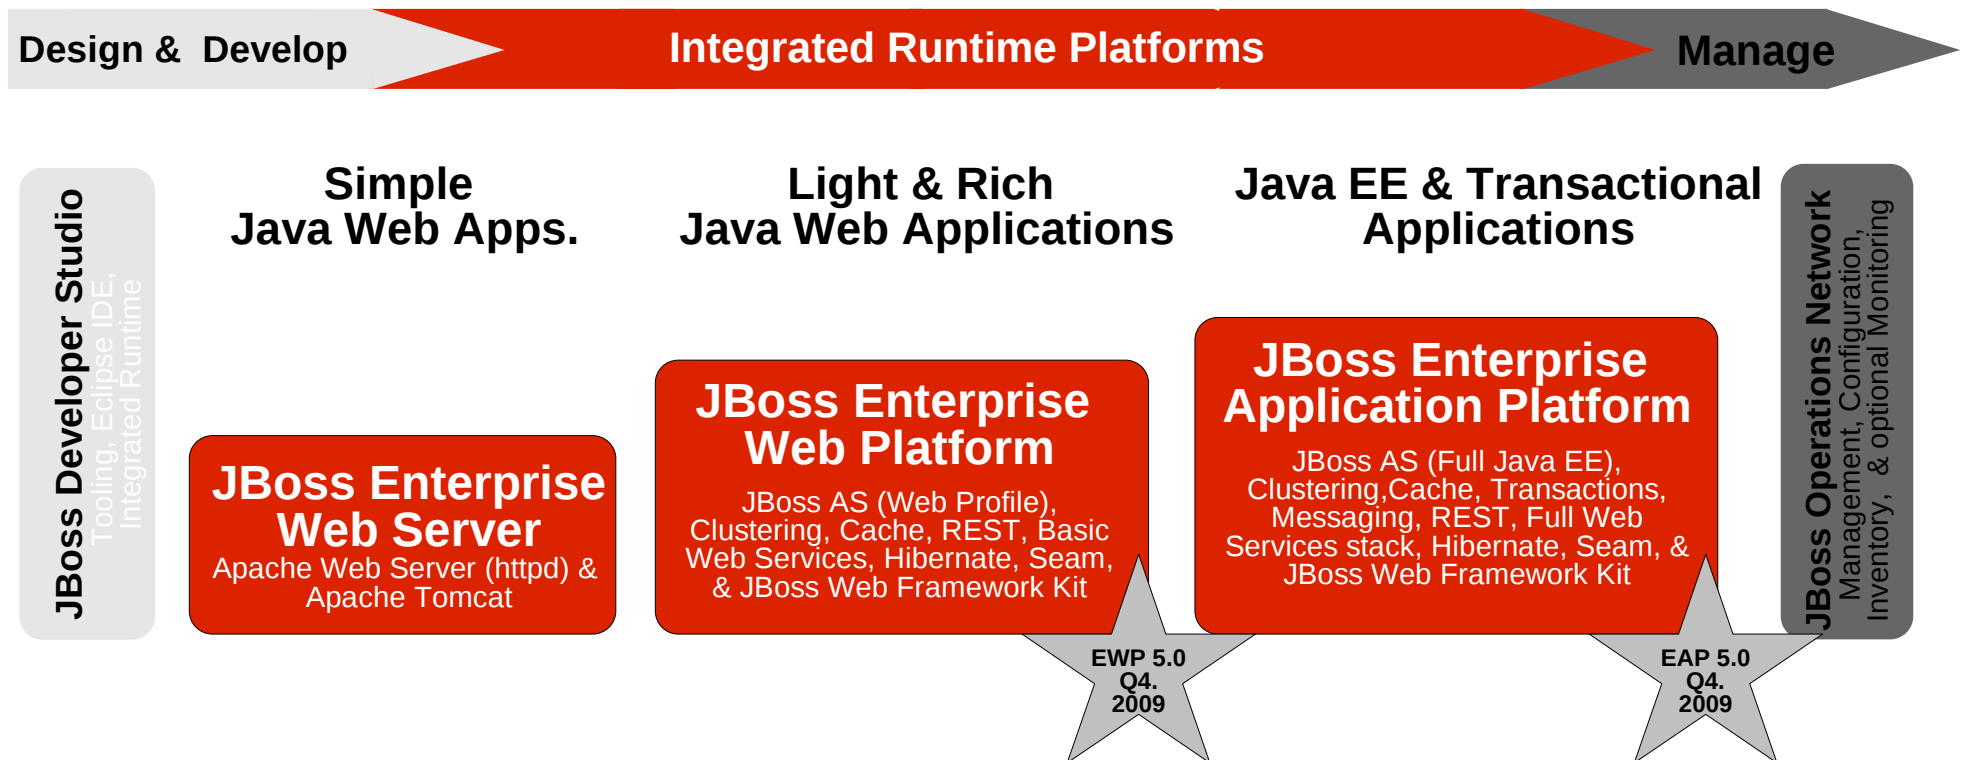 Design &  Develop
Integrated Runtime Platforms
Manage
JBoss Developer Studio
Tooling, Eclipse IDE,
Integrated Runtime
Simple
Java Web Apps.
JBoss Enterprise
Web Server
Apache Web Server (httpd) &
Apache Tomcat
Light & Rich
Java Web Applications
JBoss Enterprise
Web Platform
JBoss AS (Web Profile),
Clustering, Cache, REST, Basic
Web Services, Hibernate, Seam,
& JBoss Web Framework Kit
EWP 5.0
Q4.
2009
Java EE & Transactional
Applications
JBoss Enterprise
Application Platform
JBoss AS (Full Java EE),
Clustering,Cache, Transactions,
Messaging, REST, Full Web
Services stack, Hibernate, Seam, &
JBoss Web Framework Kit
EAP 5.0
Q4.
2009
JBoss Operations Network
Management, Configuration,
Inventory,  & optional Monitoring